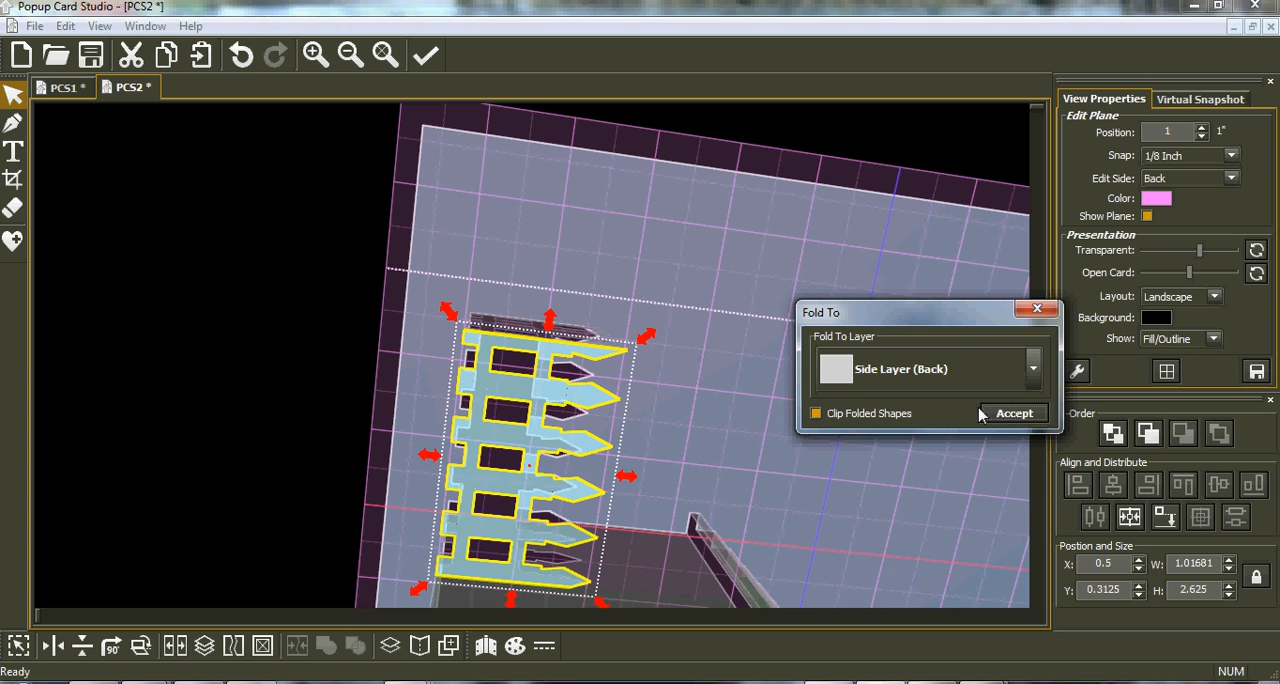 Popup Card Studio - [PCS2 *]
File Edit View Window Help
PCS1 * PCS2 *
T
View Properties Virtual Snapshot
Edit Plane
Position: 1 1"
Snap: 1/8 Inch
Edit Side: Back
Color:
Show Plane:
Presentation
Transparent:
Open Card:
Layout: Landscape
Background:
Show: Fill/Outline
Fold To
Fold To Layer
Side Layer (Back)
Clip Folded Shapes Accept
Order
Align and Distribute
Postion and Size
X: 0.5 W: 1.01681
Y: 0.3125 H: 2.625
90°
Ready NUM